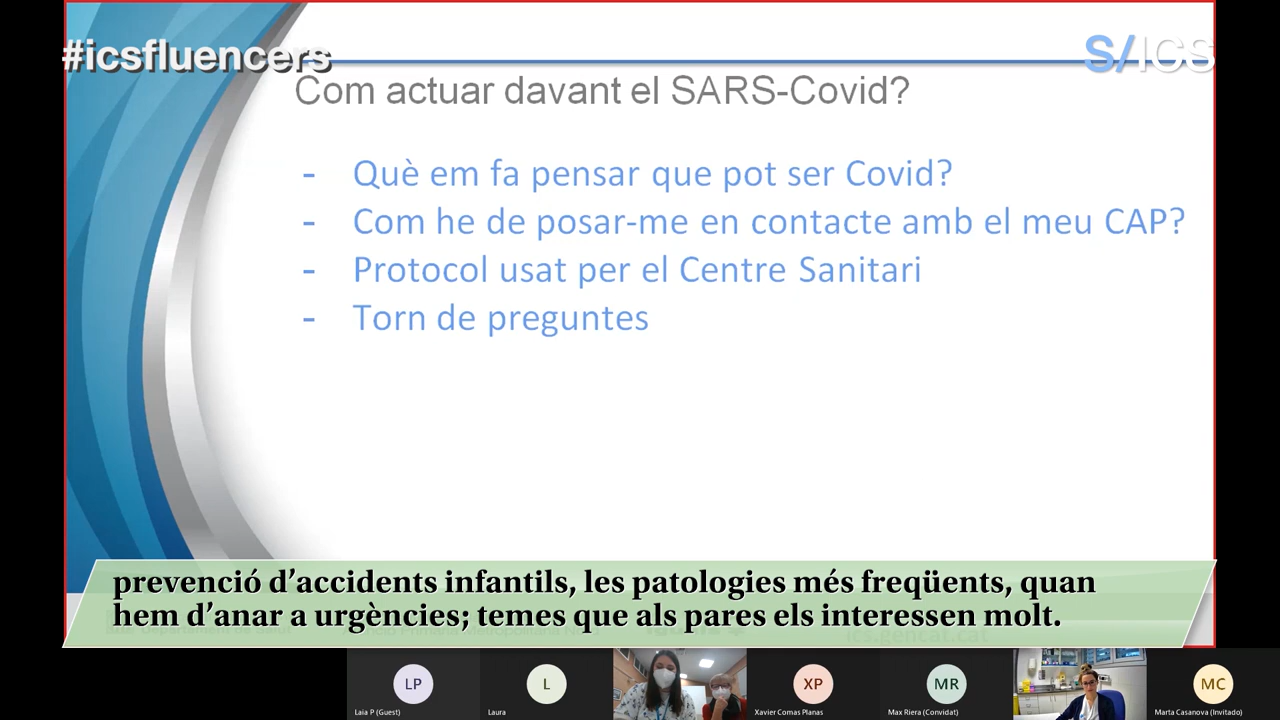 #icsfluencers
S/ICS
Com actuar davant el SARS-Covid?
- Què em fa pensar que pot ser Covid?
- Com he de posar-me en contacte amb el meu CAP?
- Protocol usat per el Centre Sanitari
- Torn de preguntes
prevenció d’accidents infantils, les patologies més freqüents, quan
hem d’anar a urgències; temes que als pares els interessen molt.
ics.gencat.cat
LP
L
XP
MR
MC
Laia P (Guest)
Laura
Xavier Comas Planas
Max Riera (Convidat)
Marta Casanova (Invitado)